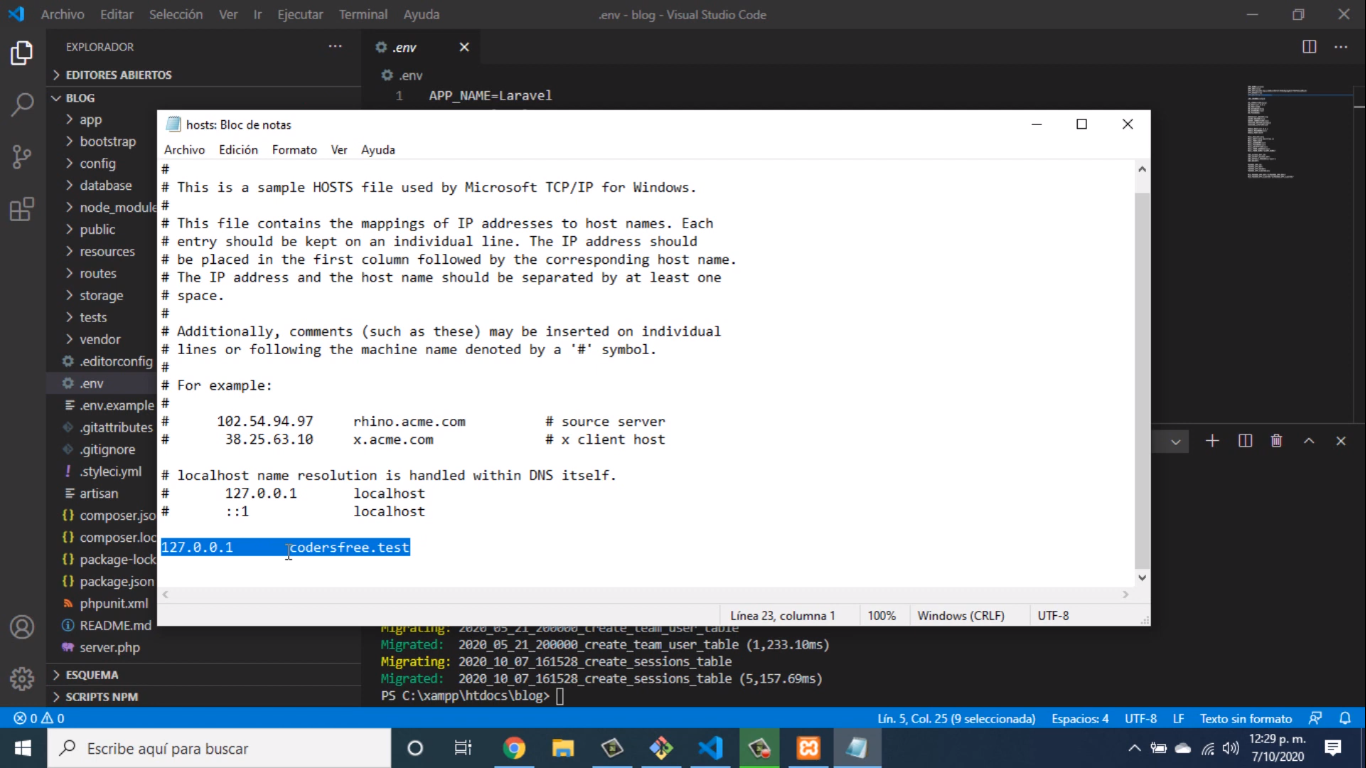 Archivo Editar Selección Ver Ir Ejecutar Terminal Ayuda .env - blog - Visual Studio Code
EXPLORADOR ··· .env
EDITORES ABIERTOS .env
BLOG 1 APP_NAME=Laravel
app
bootstrap
config
database
node_module
public
resources
routes
storage
tests
vendor
.editorconfig
.env
.env.example
.gitattributes
.gitignore
.styleci.yml
artisan
composer.jso
composer.loc
package-lock
package.json
phpunit.xml
README.md
server.php
ESQUEMA
SCRIPTS NPM
hosts: Bloc de notas
Archivo Edición Formato Ver Ayuda
#
# This is a sample HOSTS file used by Microsoft TCP/IP for Windows.
#
# This file contains the mappings of IP addresses to host names. Each
# entry should be kept on an individual line. The IP address should
# be placed in the first column followed by the corresponding host name.
# The IP address and the host name should be separated by at least one
# space.
#
# Additionally, comments (such as these) may be inserted on individual
# lines or following the machine name denoted by a '#' symbol.
#
# For example:
#
# 102.54.94.97 rhino.acme.com # source server
# 38.25.63.10 x.acme.com # x client host
# localhost name resolution is handled within DNS itself.
# 127.0.0.1 localhost
# ::1 localhost
127.0.0.1 codersfree.test
Línea 23, columna 1 100% Windows (CRLF) UTF-8
Migrating: 2020_05_21_200000_create_team_user_table
Migrated: 2020_05_21_200000_create_team_user_table (1,233.10ms)
Migrating: 2020_10_07_161528_create_sessions_table
Migrated: 2020_10_07_161528_create_sessions_table (5,157.69ms)
PS C:\xampp\htdocs\blog>
0 0 Lín. 5, Col. 25 (9 seleccionada) Espacios: 4 UTF-8 LF Texto sin formato
Escribe aquí para buscar
12:29 p. m.
7/10/2020